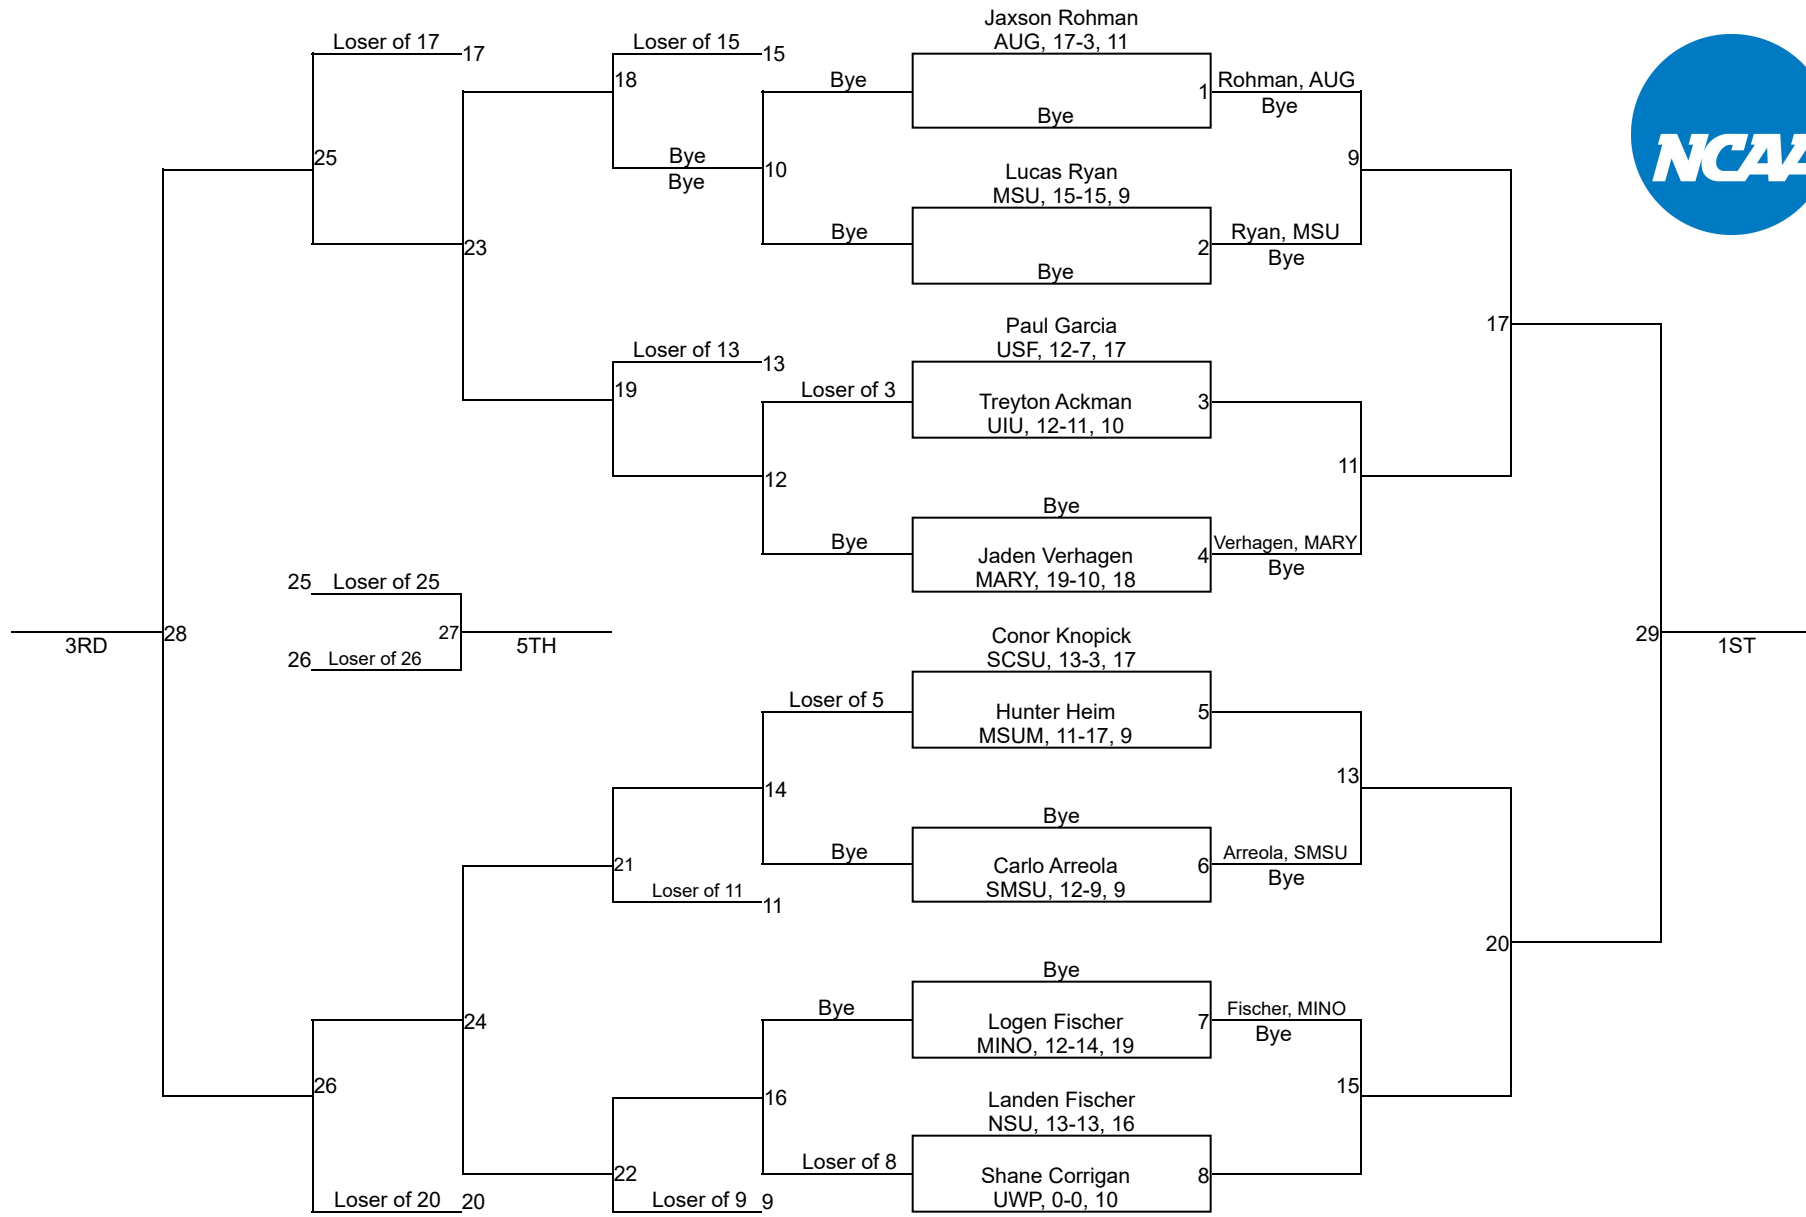 Jaxson Rohman
Loser of 17
17
Loser of 15
15
AUG, 17-3, 11
18
Bye
1
Rohman, AUG
Bye
Bye
NCAA
25
Bye
Bye
10
Lucas Ryan
MSU, 15-15, 9
9
23
Bye
2
Ryan, MSU
Bye
Bye
Paul Garcia
USF, 12-7, 17
17
Loser of 13
13
19
Loser of 3
Treyton Ackman
UIU, 12-11, 10
3
12
11
Bye
Bye
Jaden Verhagen
MARY, 19-10, 18
4
Verhagen, MARY
Bye
25
Loser of 25
3RD
28
27
5TH
26
Loser of 26
Conor Knopick
SCSU, 13-3, 17
29
1ST
Loser of 5
Hunter Heim
MSUM, 11-17, 9
5
14
13
Bye
21
Bye
Carlo Arreola
SMSU, 12-9, 9
6
Arreola, SMSU
Bye
Loser of 11
11
20
Bye
24
Bye
Logen Fischer
MINO, 12-14, 19
7
Fischer, MINO
Bye
26
16
15
Landen Fischer
NSU, 13-13, 16
22
Loser of 8
Shane Corrigan
UWP, 0-0, 10
8
Loser of 20
20
Loser of 9
9